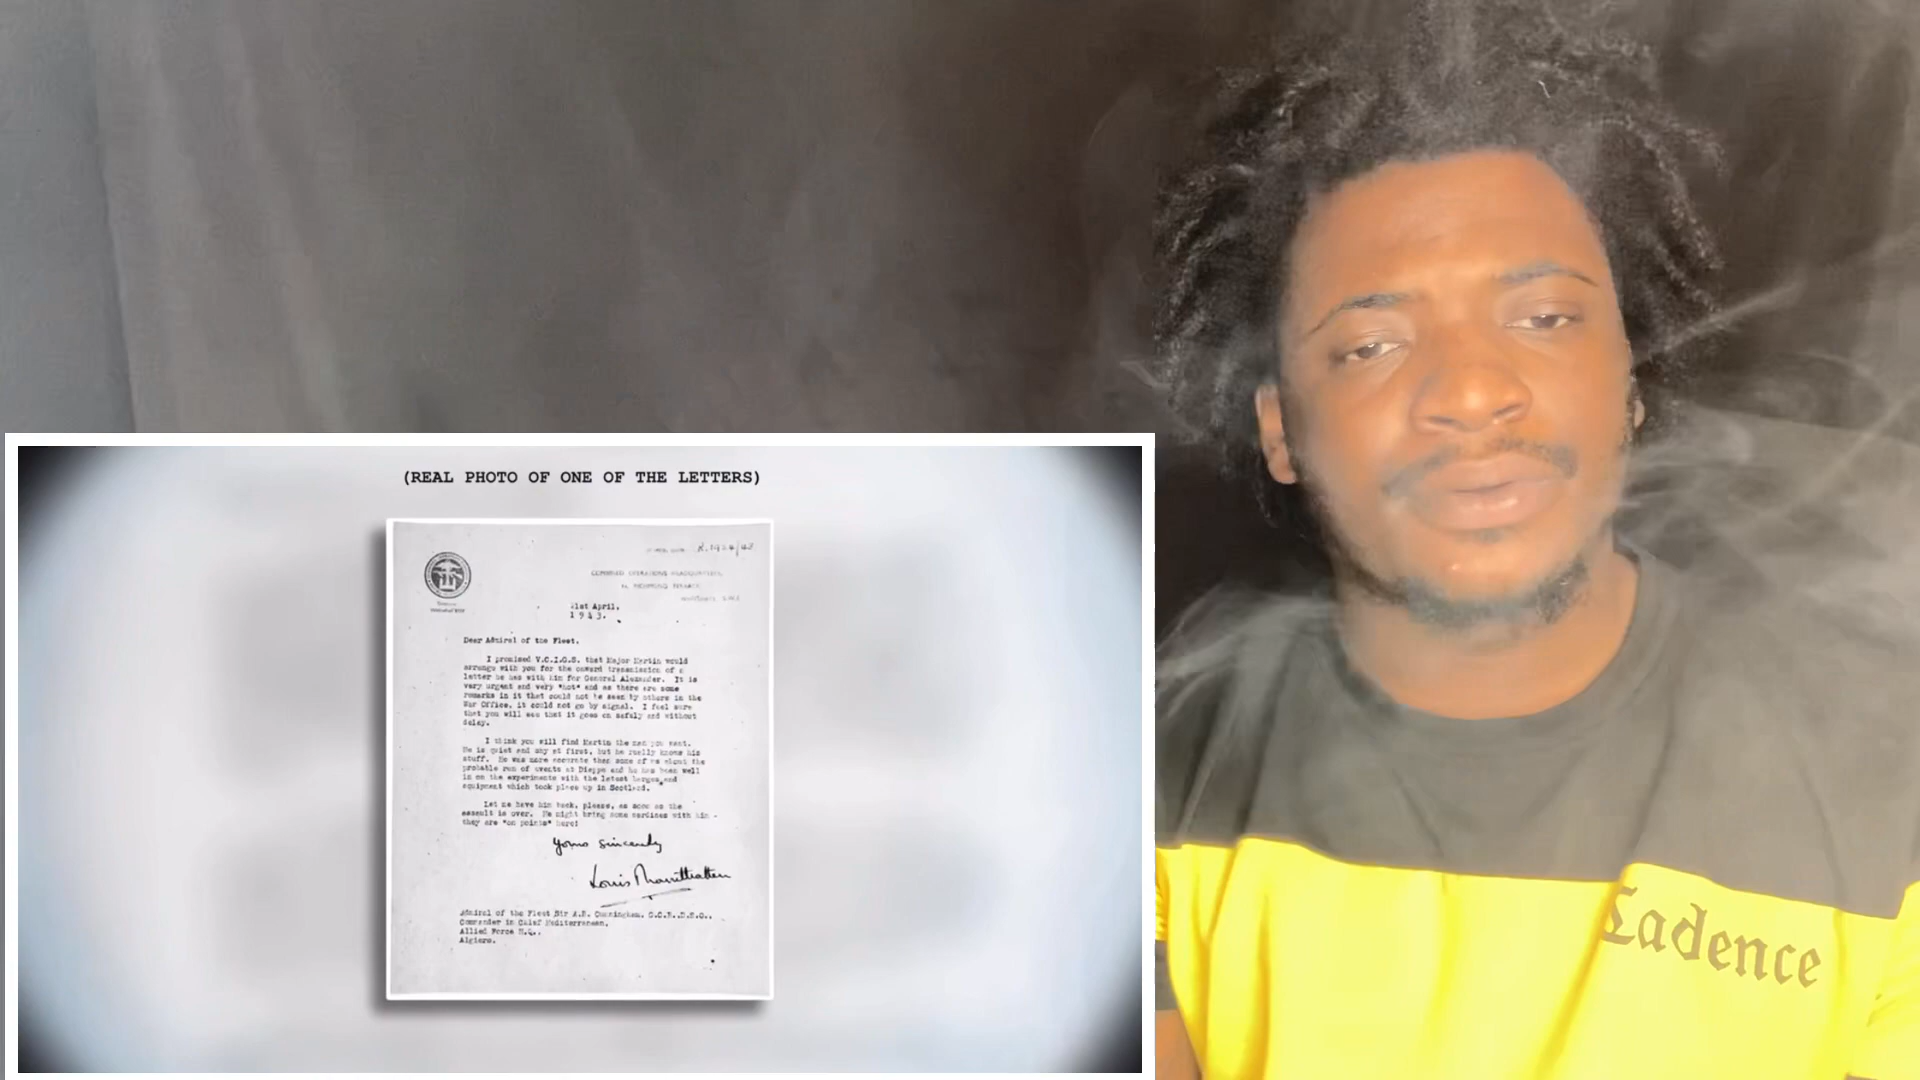 (REAL PHOTO OF ONE OF THE LETTERS)
COMBINED OPERATIONS HEADQUARTERS,
1a RICHMOND TERRACE
21st April,
1943.
Dear Admiral of the Fleet,
I promised V.C.I.G.S. that Major Martin would
arrange with you for the onward transmission of a
letter he has with him for General Alexander. It is
very urgent and very "hot" and as there are some
remarks in it that could not be seen by others in the
War Office, it could not go by signal. I feel sure
that you will see that it goes on safely and without
delay.
I think you will find Martin the man you want.
He is quiet and shy at first, but he really knows his
stuff. He was more accurate than some of us about the
probable run of events at Dieppe and he has been well
in on the experiments with the latest barges and
equipment which took place up in Scotland.
Let me have him back, please, as soon as the
assault is over. He might bring some sardines with him -
they are "on points" here!
Yours sincerely
Louis Mountbatten
Admiral of the Fleet Sir A.B. Cunningham, G.C.B., D.S.O.,
Commander in Chief Mediterranean,
Allied Force H.Q.,
Algiers.
Cadence